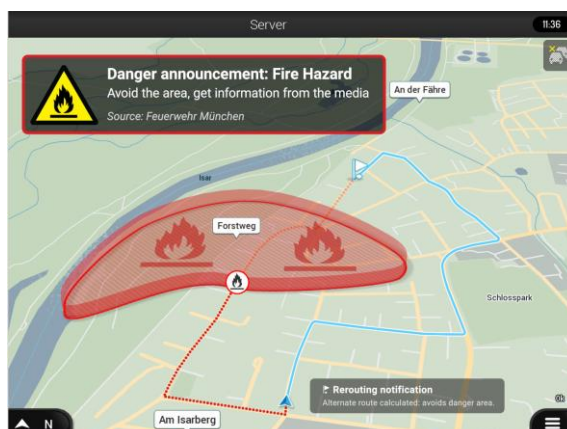 Server
11:36
Danger announcement: Fire Hazard
Avoid the area, get information from the media
Source: Feuerwehr München
An der Fähre
Isar
Forstweg
Schlosspark
Rerouting notification
Alternate route calculated: avoids danger area.
Am Isarberg
N